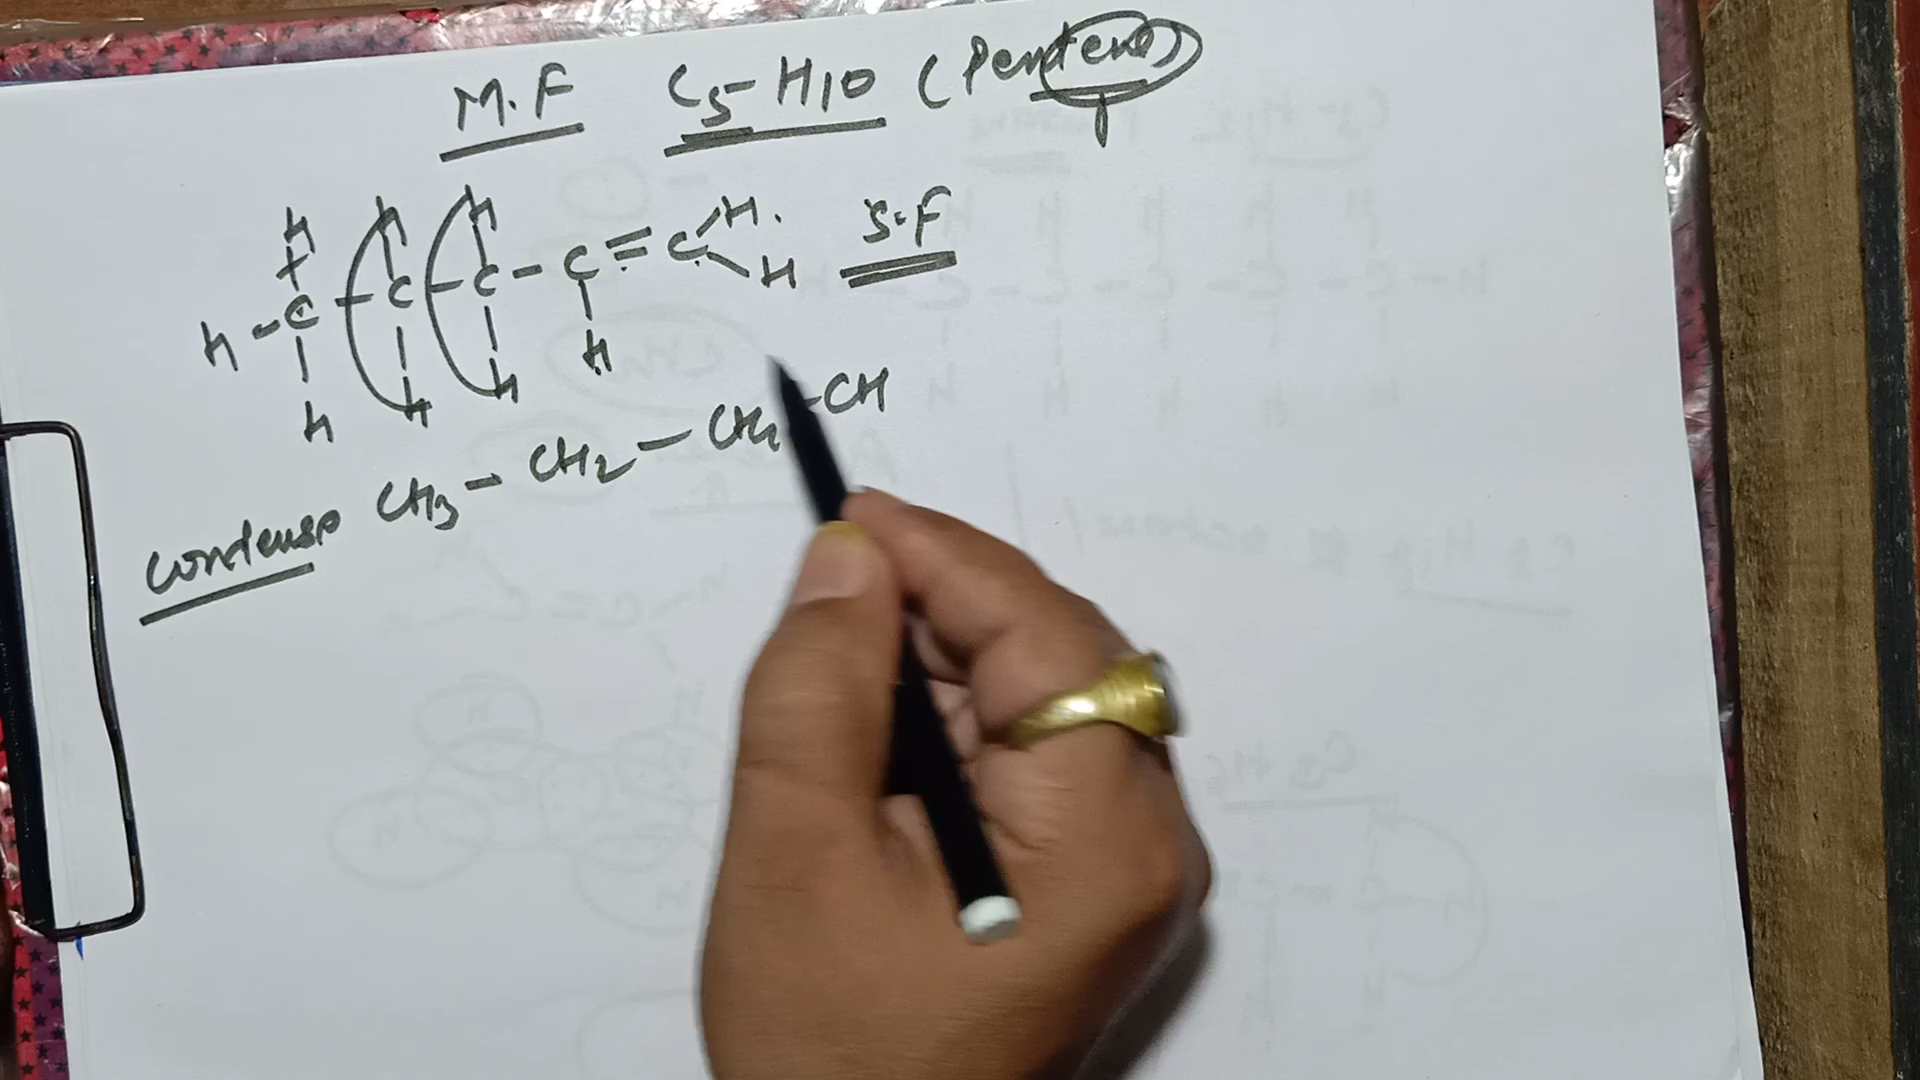 M.F C5-H10 (Pentene)
H H H H.
H-C-C-C-C=C H S.F
H H H H
Condense CH3-CH2-CH2-CH